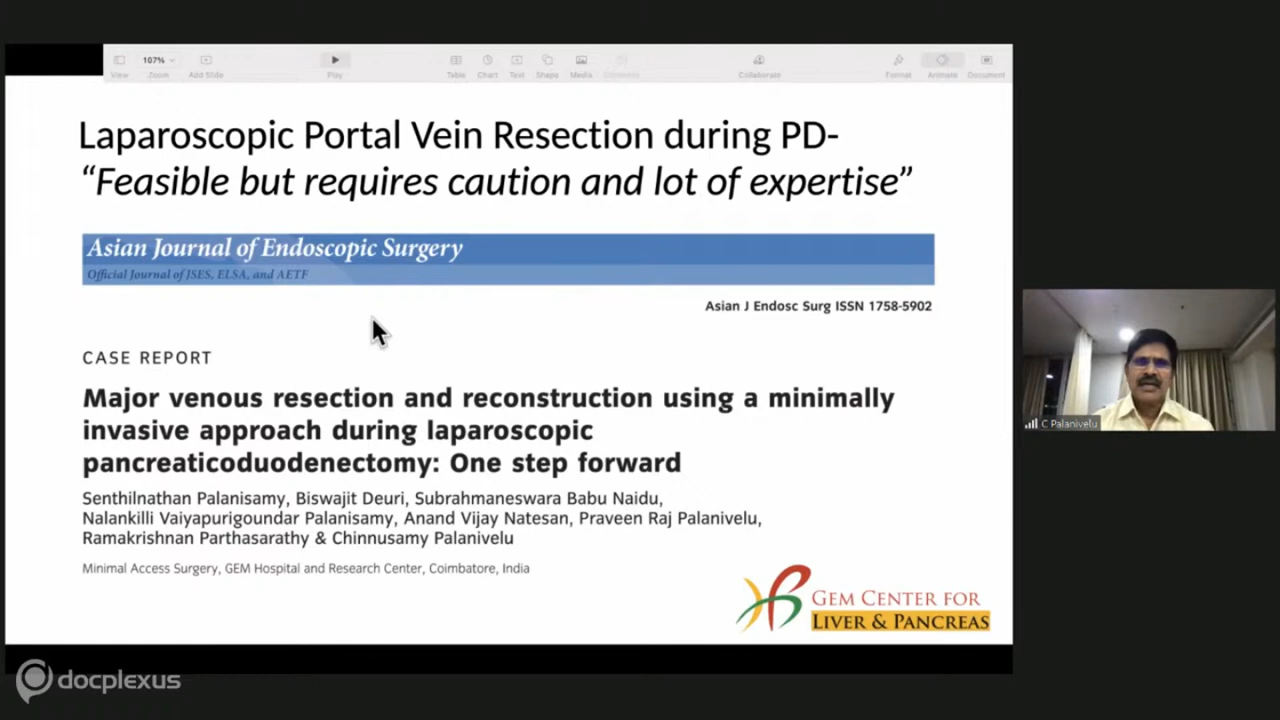 107%
View
Zoom
Add Slide
Play
Table
Chart
Text
Shape
Media
Comment
Collaborate
Format
Animate
Document
Laparoscopic Portal Vein Resection during PD-
“Feasible but requires caution and lot of expertise”
Asian Journal of Endoscopic Surgery
Official Journal of JSES, ELSA, and AETF
Asian J Endosc Surg ISSN 1758-5902
CASE REPORT
Major venous resection and reconstruction using a minimally
invasive approach during laparoscopic
pancreaticoduodenectomy: One step forward
Senthilnathan Palanisamy, Biswajit Deuri, Subrahmaneswara Babu Naidu,
Nalankilli Vaiyapurigoundar Palanisamy, Anand Vijay Natesan, Praveen Raj Palanivelu,
Ramakrishnan Parthasarathy & Chinnusamy Palanivelu
Minimal Access Surgery, GEM Hospital and Research Center, Coimbatore, India
GEM CENTER FOR
LIVER & PANCREAS
C Palanivelu
docplexus